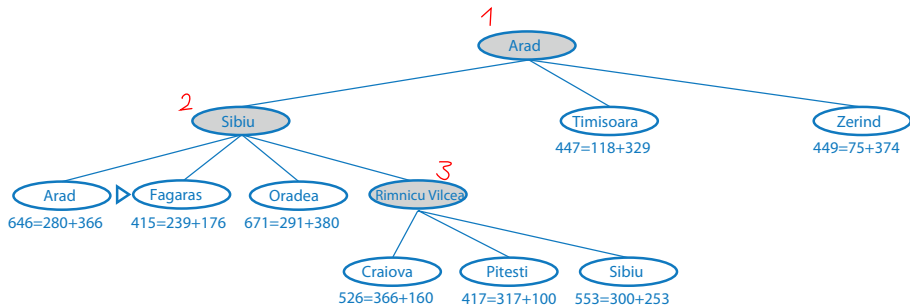 1
Arad
2
Sibiu
Timisoara
Zerind
447=118+329
449=75+374
3
Arad
Fagaras
Oradea
Rimnicu Vilcea
646=280+366
415=239+176
671=291+380
Craiova
Pitesti
Sibiu
526=366+160
417=317+100
553=300+253